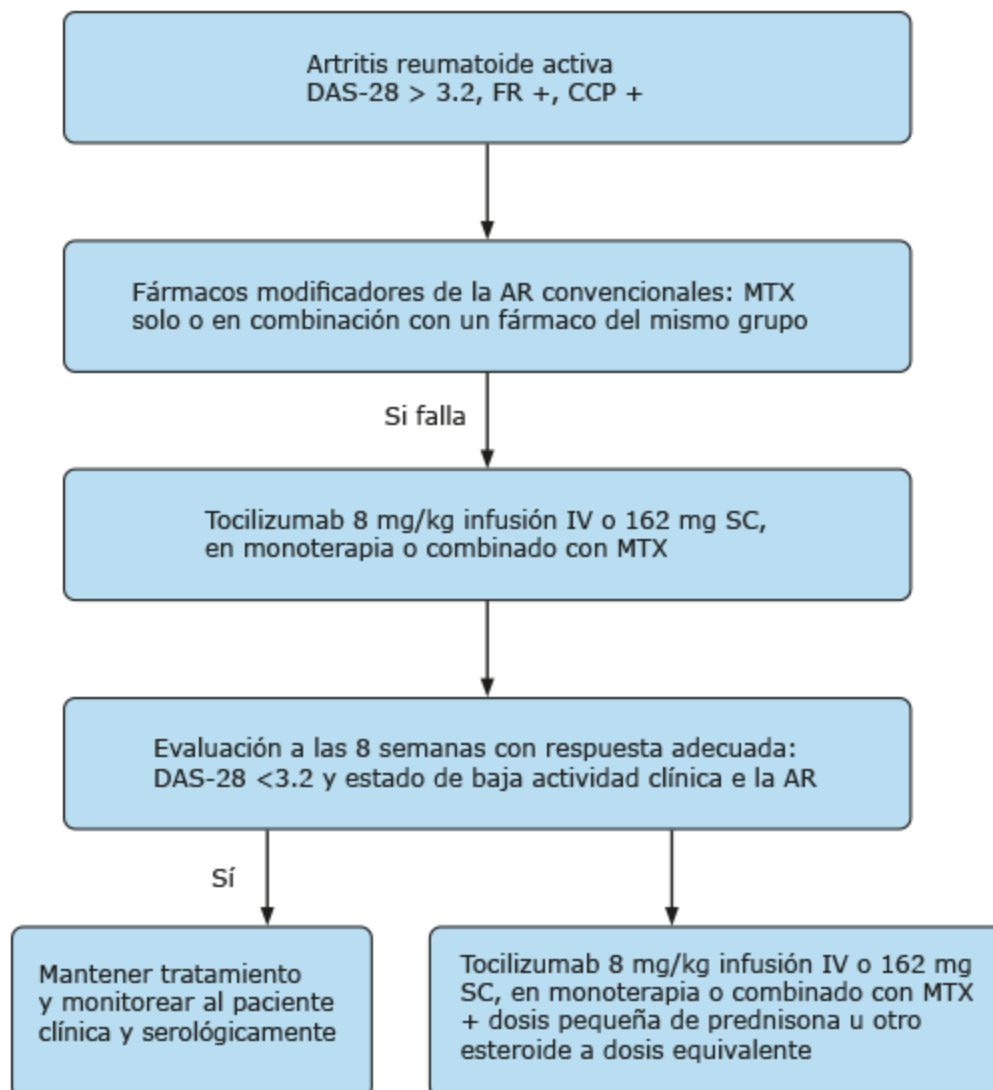 Artritis reumatoide activa
DAS-28 > 3.2, FR +, CCP +
Fármacos modificadores de la AR convencionales: MTX
solo o en combinación con un fármaco del mismo grupo
Si falla
Tocilizumab 8 mg/kg infusión IV o 162 mg SC,
en monoterapia o combinado con MTX
Evaluación a las 8 semanas con respuesta adecuada:
DAS-28 <3.2 y estado de baja actividad clínica e la AR
Sí
Mantener tratamiento
y monitorear al paciente
clínica y serológicamente
Tocilizumab 8 mg/kg infusión IV o 162 mg
SC, en monoterapia o combinado con MTX
+ dosis pequeña de prednisona u otro
esteroide a dosis equivalente